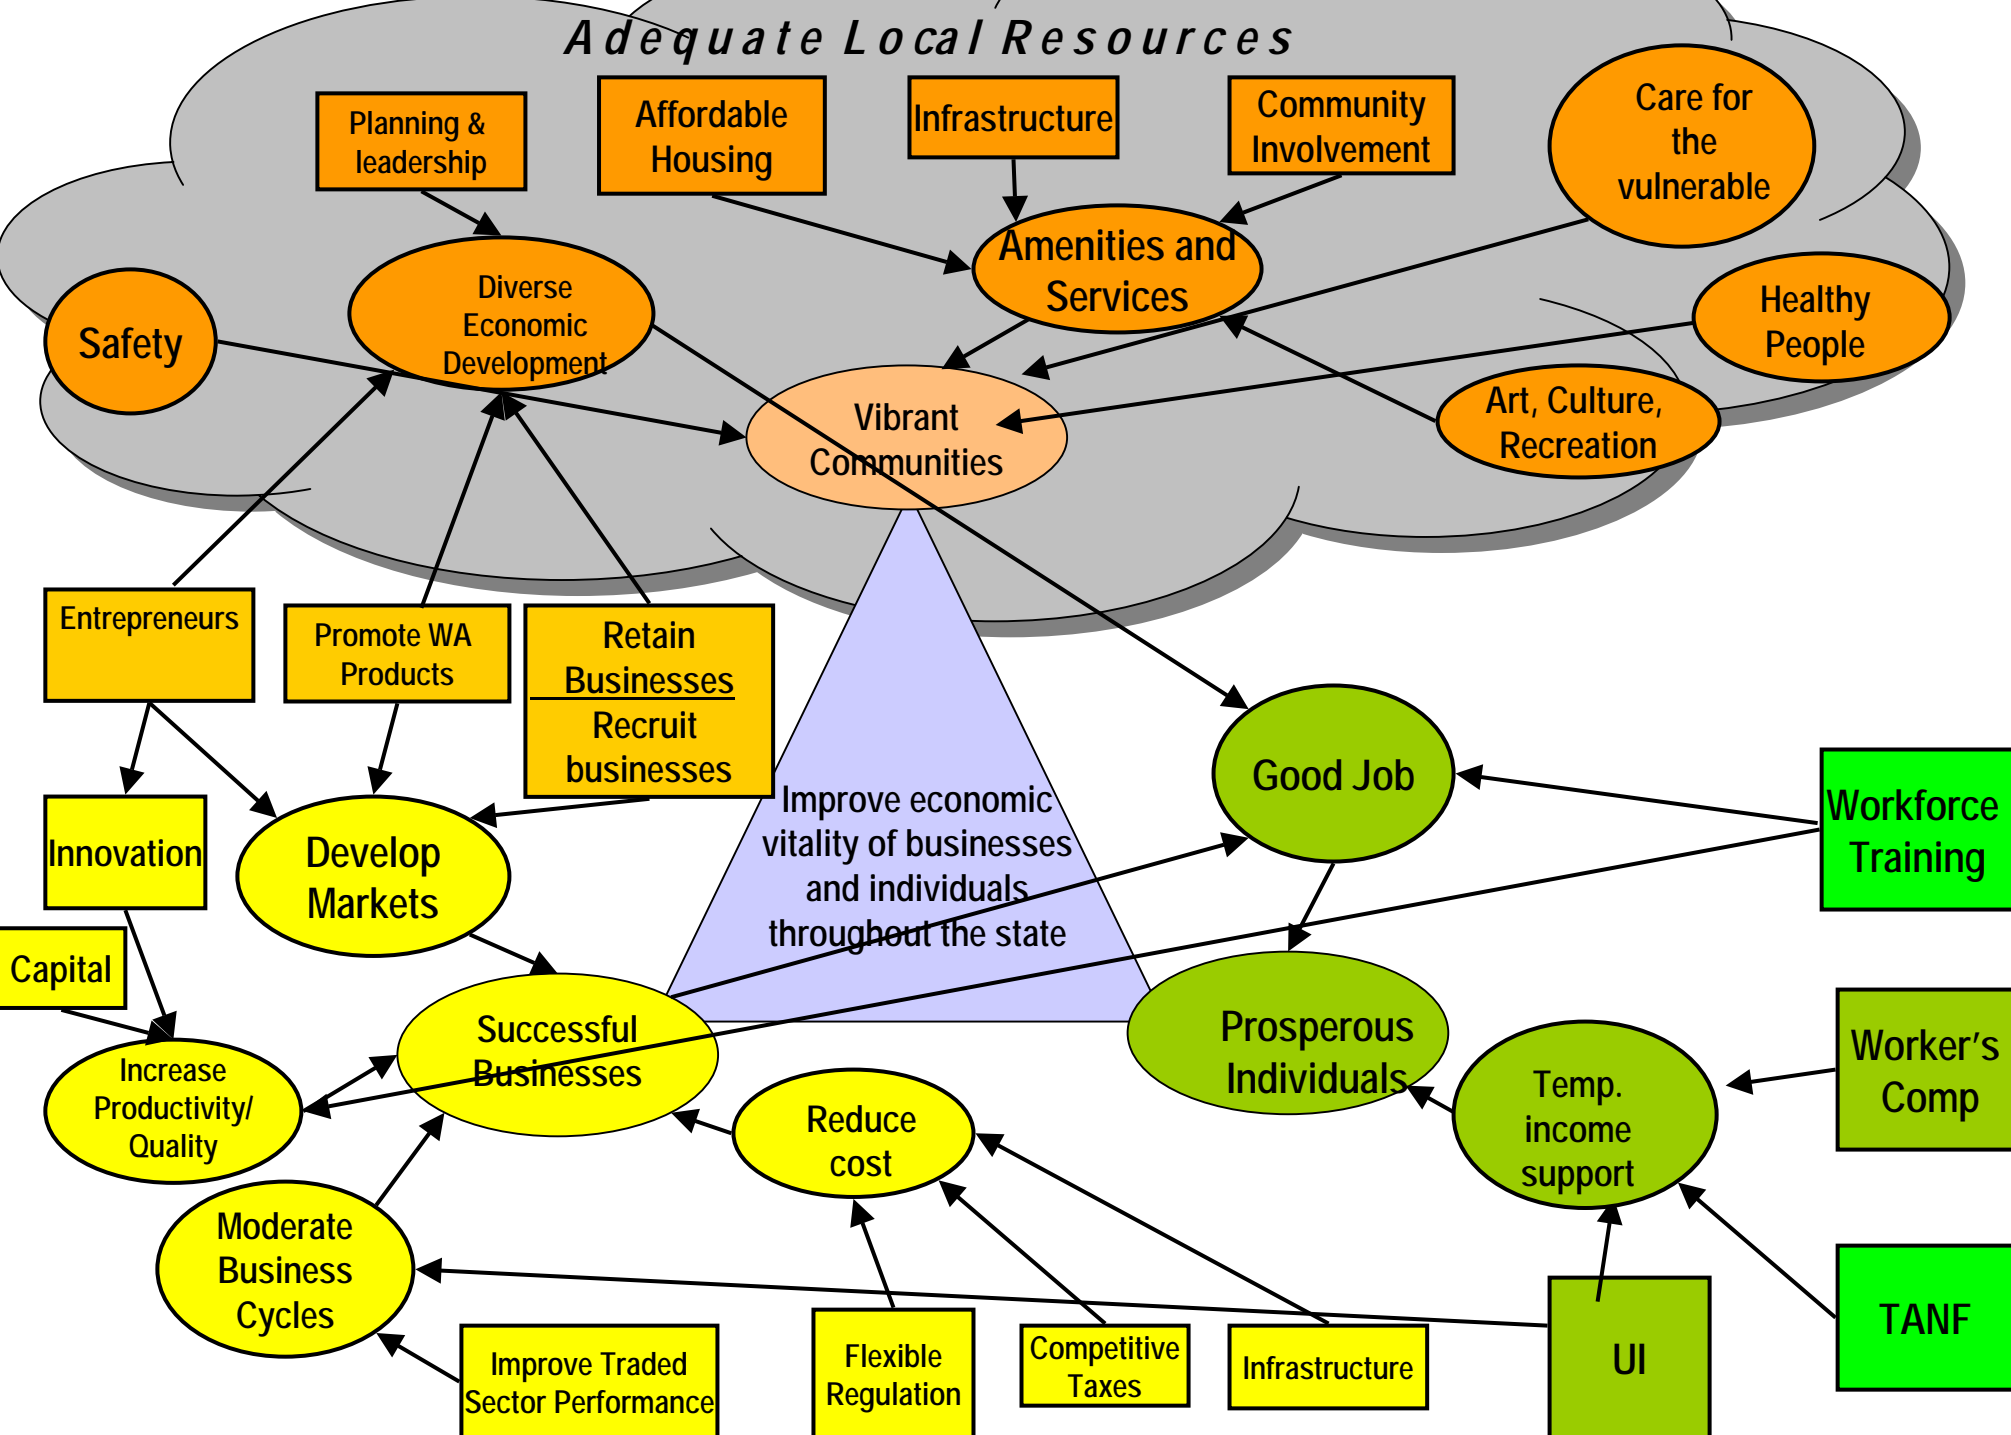 Adequate Local Resources
Planning &
leadership
Affordable
Housing
Infrastructure
Community
Involvement
Care for
the
vulnerable
Amenities and
Services
Diverse
Economic
Development
Safety
Healthy
People
Art, Culture,
Recreation
Vibrant
Communities
Entrepreneurs
Promote WA
Products
Retain
Businesses
Recruit
businesses
Good Job
Workforce
Training
Improve economic
vitality of businesses
and individuals
throughout the state
Innovation
Develop
Markets
Capital
Successful
Businesses
Prosperous
Individuals
Worker's
Comp
Increase
Productivity/
Quality
Reduce
cost
Temp.
income
support
Moderate
Business
Cycles
Improve Traded
Sector Performance
Flexible
Regulation
Competitive
Taxes
Infrastructure
UI
TANF